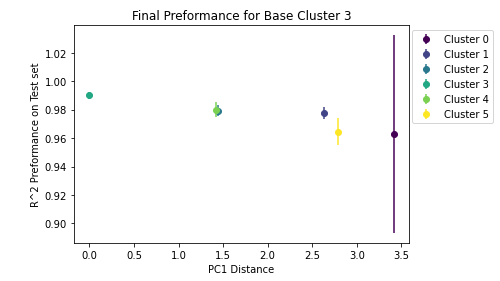 Final Preformance for Base Cluster 3
R^2 Preformance on Test set
1.02
1.00
0.98
0.96
0.94
0.92
0.90
0.0 0.5 1.0 1.5 2.0 2.5 3.0 3.5
PC1 Distance
Cluster 0
Cluster 1
Cluster 2
Cluster 3
Cluster 4
Cluster 5